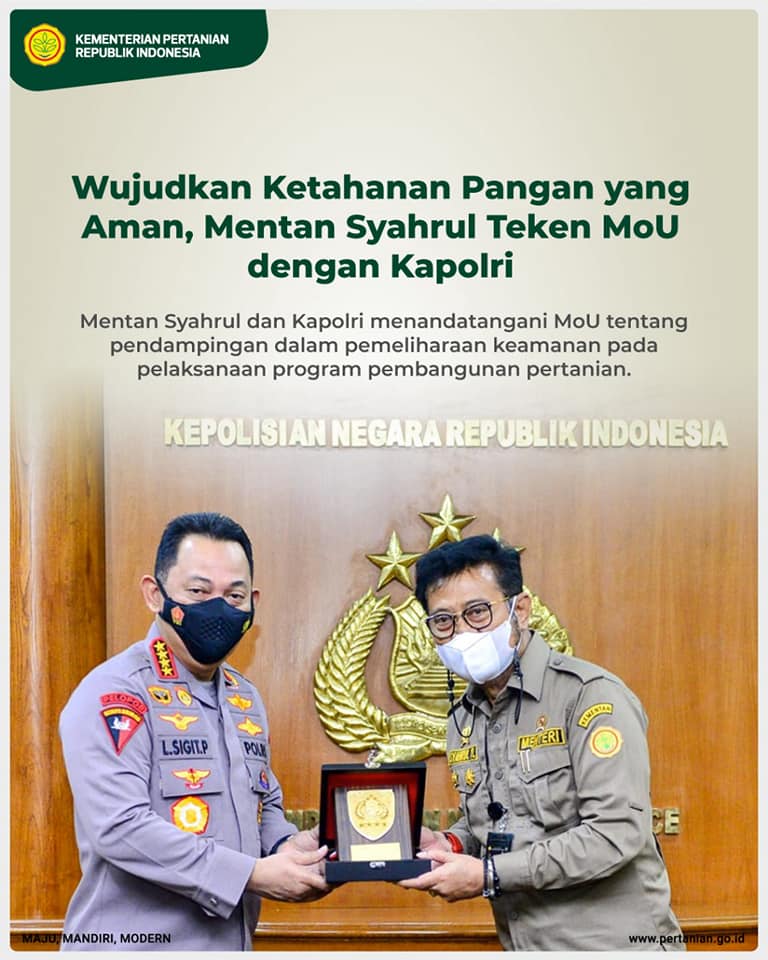 KEMENTERIAN PERTANIAN
REPUBLIK INDONESIA
Wujudkan Ketahanan Pangan yang
Aman, Mentan Syahrul Teken MoU
dengan Kapolri
Mentan Syahrul dan Kapolri menandatangani MoU tentang
pendampingan dalam pemeliharaan keamanan pada
pelaksanaan program pembangunan pertanian.
KEPOLISIAN NEGARA REPUBLIK INDONESIA
PELOPOR
L.SIGIT.P
POLRI
KEMENTAN
MENTERI
MAJU, MANDIRI, MODERN
www.pertanian.go.id